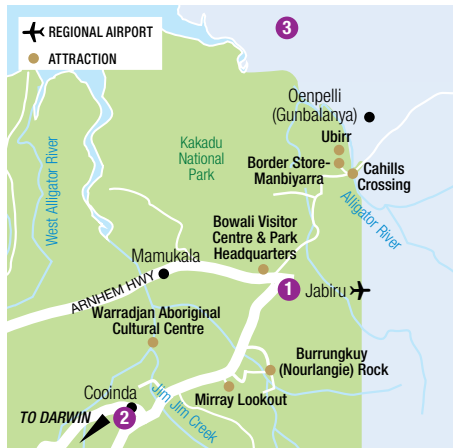 REGIONAL AIRPORT
ATTRACTION
3
Oenpelli
(Gunbalanya)
Ubirr
Border Store-
Manbiyarra
Cahills
Crossing
Kakadu
National
Park
West Alligator River
Alligator River
Bowali Visitor
Centre & Park
Headquarters
Mamukala
ARNHEM HWY
1
Jabiru
Warradjan Aboriginal
Cultural Centre
Burrungkuy
(Nourlangie) Rock
Mirray Lookout
Cooinda
Jim Jim Creek
TO DARWIN
2